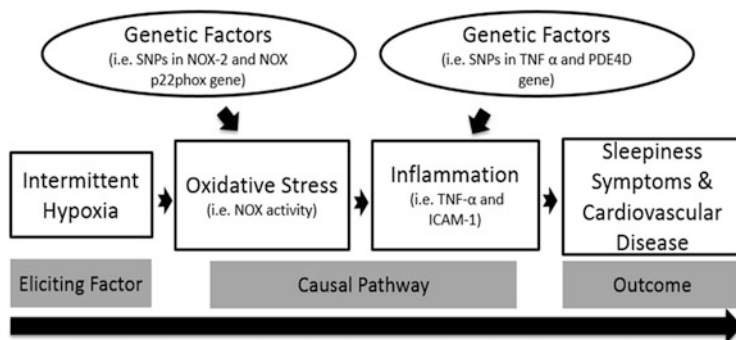 Genetic Factors
(i.e. SNPs in NOX-2 and NOX
p22phox gene)
Genetic Factors
(i.e. SNPs in TNF α and PDE4D
gene)
Intermittent
Hypoxia
Oxidative Stress
(i.e. NOX activity)
Inflammation
(i.e. TNF-α and
ICAM-1)
Sleepiness
Symptoms &
Cardiovascular
Disease
Eliciting Factor
Causal Pathway
Outcome